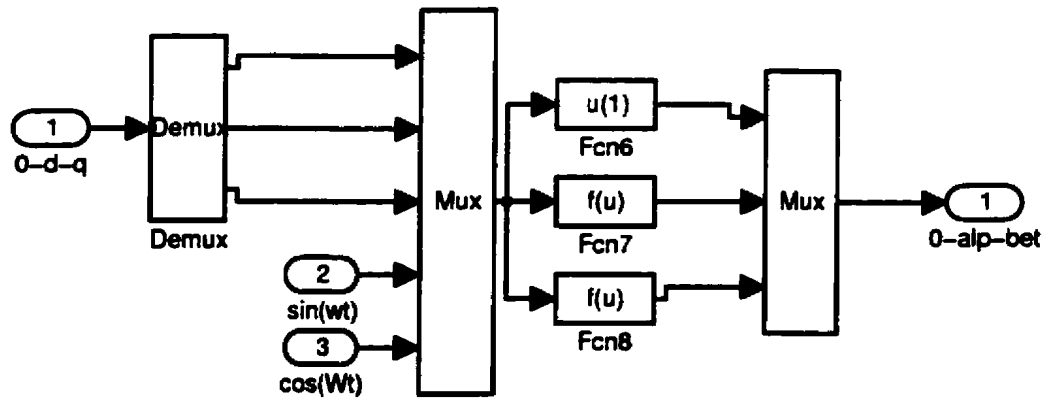 1
0-d-q
Demux
Demux
2
sin(wt)
3
cos(Wt)
Mux
u(1)
Fcn6
f(u)
Fcn7
f(u)
Fcn8
Mux
1
0-alp-bet